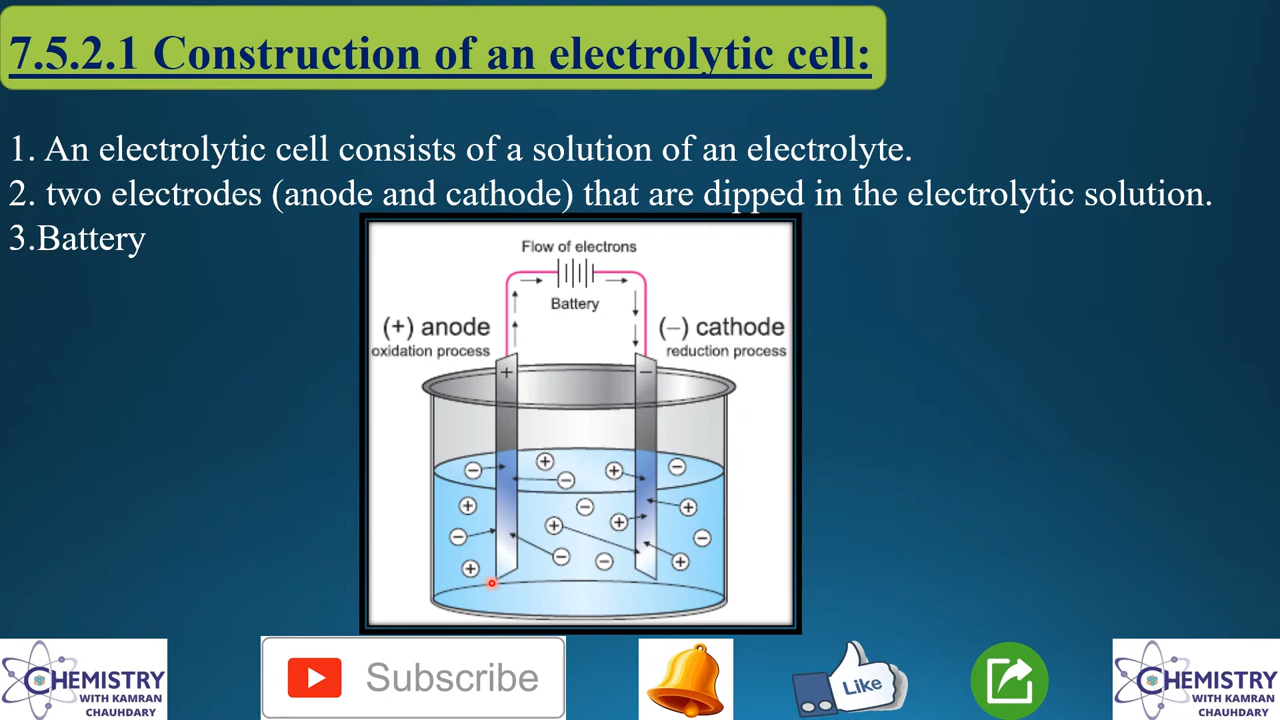 7.5.2.1 Construction of an electrolytic cell:
1. An electrolytic cell consists of a solution of an electrolyte.
2. two electrodes (anode and cathode) that are dipped in the electrolytic solution.
3.Battery
Flow of electrons
Battery
(+) anode
oxidation process
(−) cathode
reduction process
CHEMISTRY
WITH KAMRAN
CHAUHDARY
Subscribe
Like
CHEMISTRY
WITH KAMRAN
CHAUHDARY